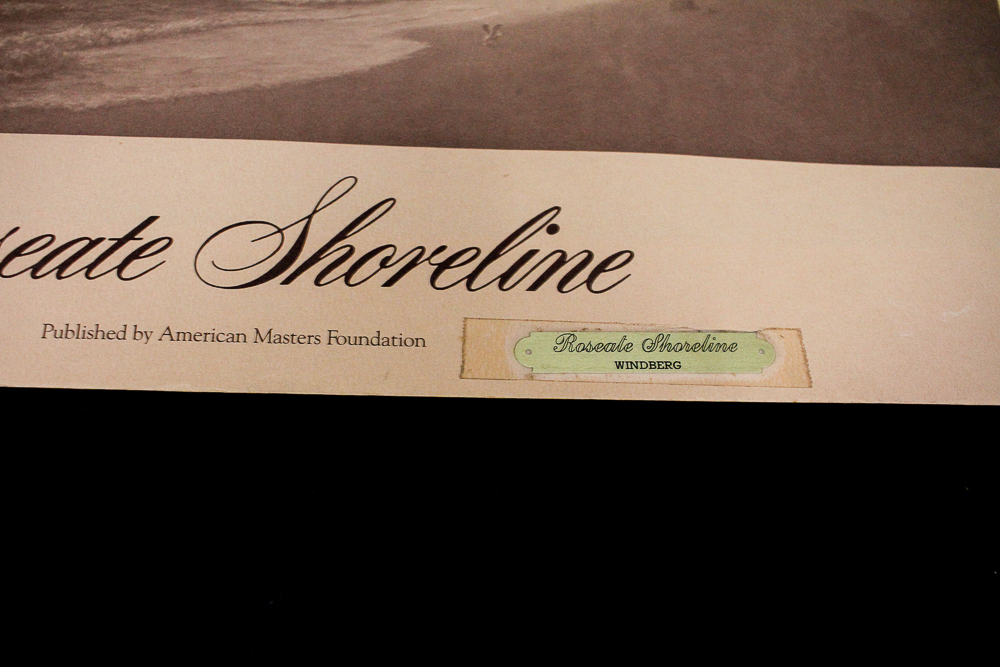 seate Shoreline
Published by American Masters Foundation
Roseate Shoreline
WINDBERG